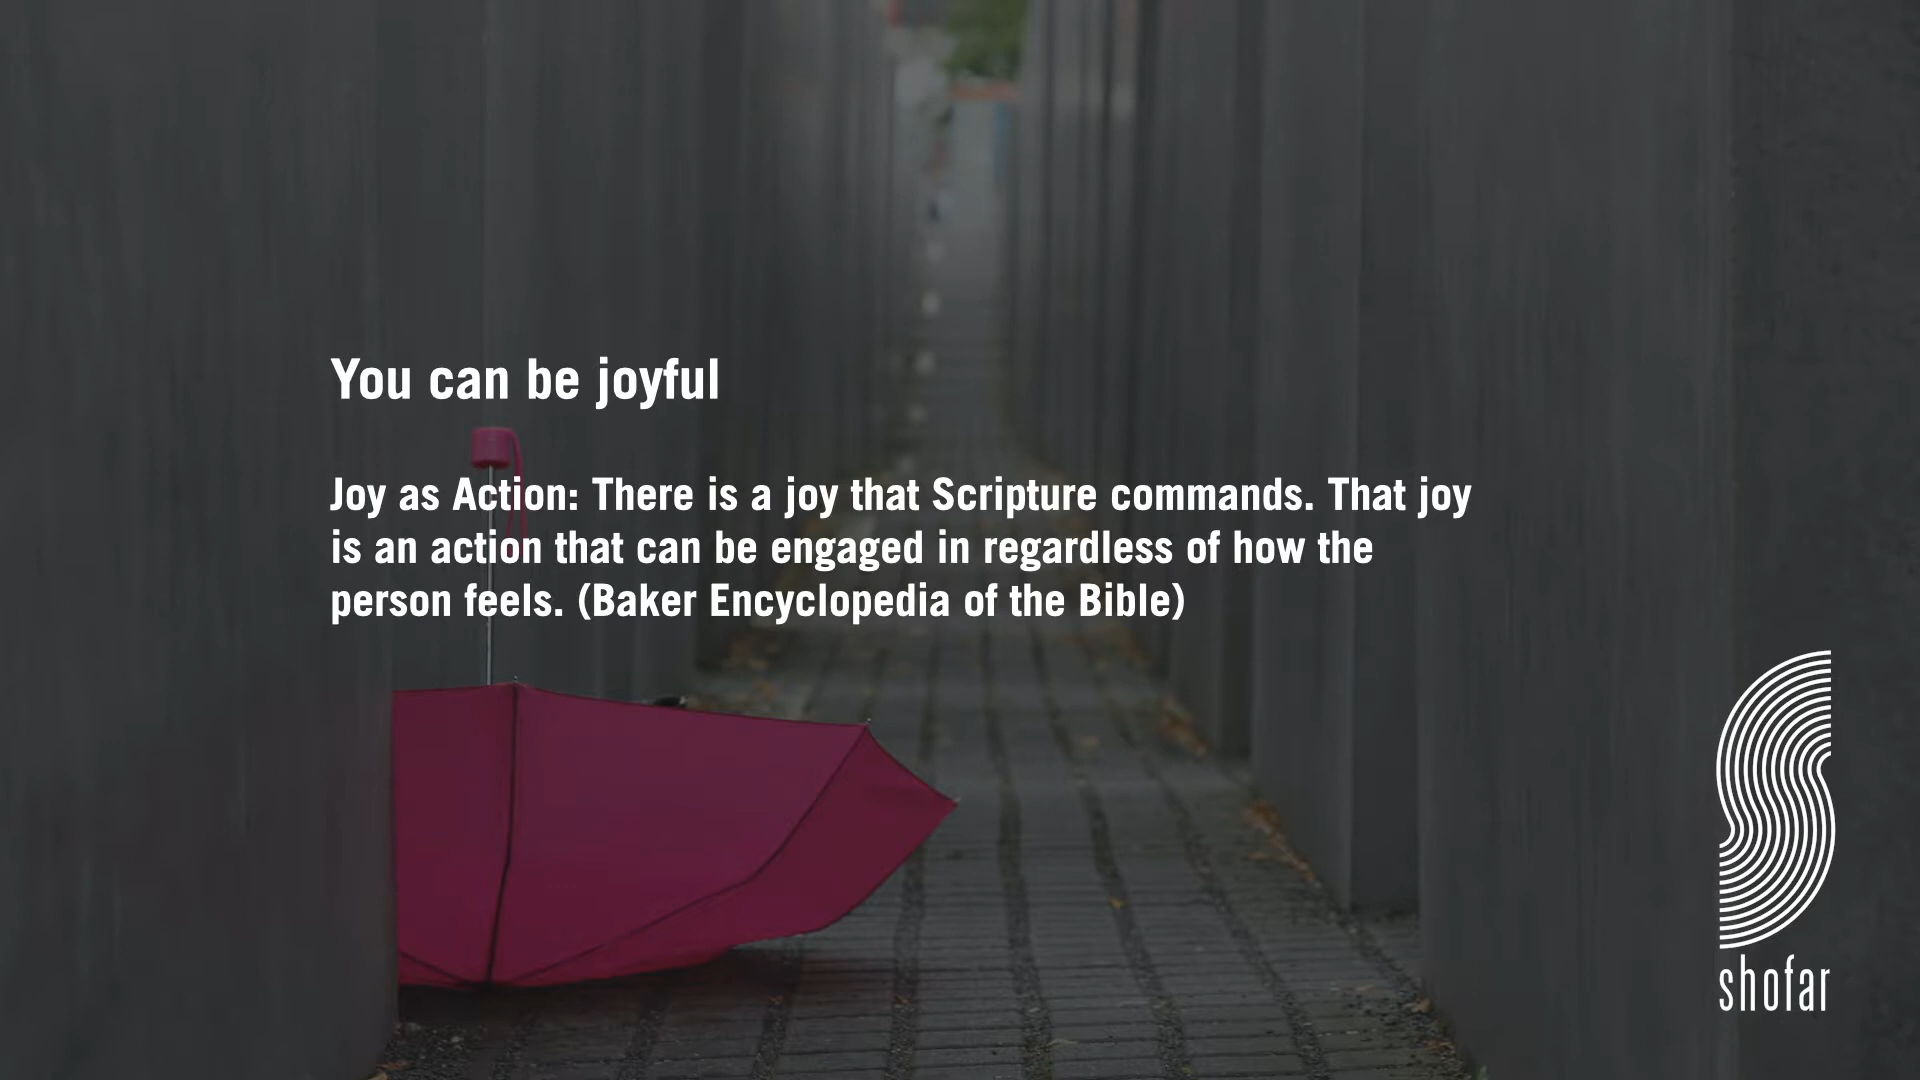 You can be joyful
Joy as Action: There is a joy that Scripture commands. That joy
is an action that can be engaged in regardless of how the
person feels. (Baker Encyclopedia of the Bible)
shofar